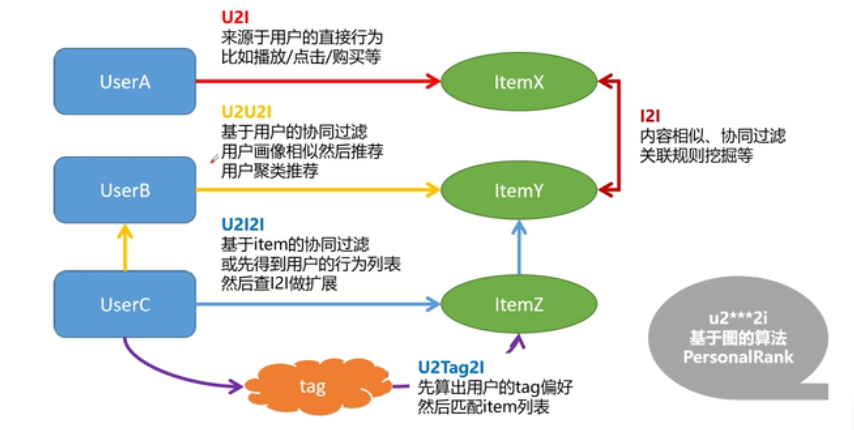 U2I
来源于用户的直接行为
比如播放/点击/购买等
UserA
ItemX
U2U2I
基于用户的协同过滤
用户画像相似然后推荐
用户聚类推荐
I2I
内容相似、协同过滤
关联规则挖掘等
UserB
ItemY
U2I2I
基于item的协同过滤
或先得到用户的行为列表
然后查I2I做扩展
UserC
ItemZ
u2***2i
基于图的算法
PersonalRank
tag
U2Tag2I
先算出用户的tag偏好
然后匹配item列表